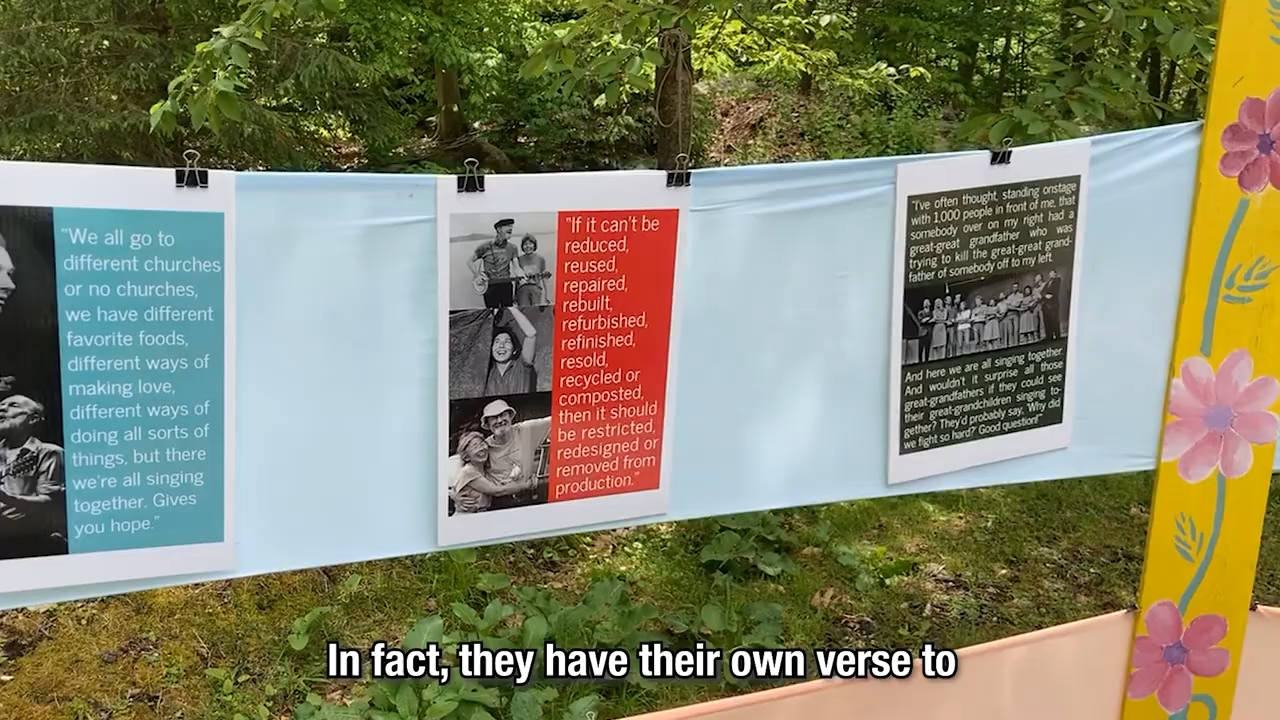 “We all go to
different churches
or no churches,
we have different
favorite foods,
different ways of
making love,
different ways of
doing all sorts of
things, but there
we’re all singing
together. Gives
you hope.”
“If it can’t be
reduced,
reused,
repaired,
rebuilt,
refurbished,
refinished,
resold,
recycled or
composted,
then it should
be restricted,
redesigned or
removed from
production.”
“I’ve often thought, standing onstage
with 1,000 people in front of me, that
somebody over on my right had a
great-great grandfather who was
trying to kill the great-great grand-
father of somebody off to my left.
And here we are all singing together.
And wouldn’t it surprise all those
great-grandfathers if they could see
their great-grandchildren singing to-
gether? They’d probably say, ‘Why did
we fight so hard?’ Good question!”
In fact, they have their own verse to